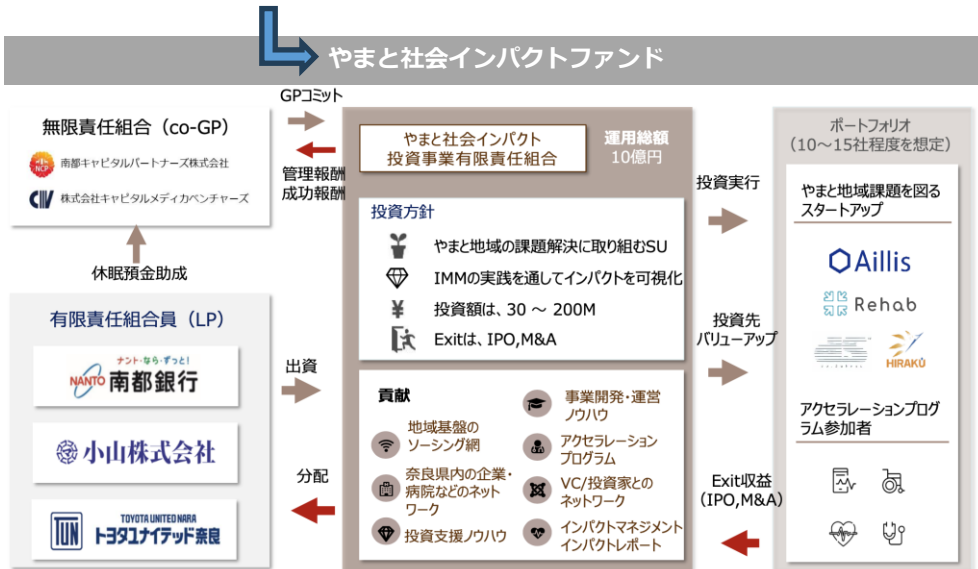 やまと社会インパクトファンド
GPコミット
管理報酬
成功報酬
無限責任組合（co-GP）
NCP
南都キャピタルパートナーズ株式会社
CIV
株式会社キャピタルメディカベンチャーズ
休眠預金助成
有限責任組合員（LP）
ナント・なら・ずっと!
NANTO 南都銀行
小山株式会社
TUN
TOYOTA UNITED NARA
トヨタユナイテッド奈良
出資
分配
やまと社会インパクト
投資事業有限責任組合
運用総額
10億円
投資方針
やまと地域の課題解決に取り組むSU
IMMの実践を通してインパクトを可視化
¥
投資額は、30 ～ 200M
Exitは、IPO,M&A
貢献
地域基盤の
ソーシング網
奈良県内の企業・
病院などのネット
ワーク
投資支援ノウハウ
事業開発・運営
ノウハウ
アクセラレーション
プログラム
VC/投資家との
ネットワーク
インパクトマネジメント
インパクトレポート
投資実行
投資先
バリューアップ
Exit収益
（IPO,M&A）
ポートフォリオ
（10～15社程度を想定）
やまと地域課題を図る
スタートアップ
Aillis
Rehab
HIRAKU
アクセラレーションプログ
ラム参加者